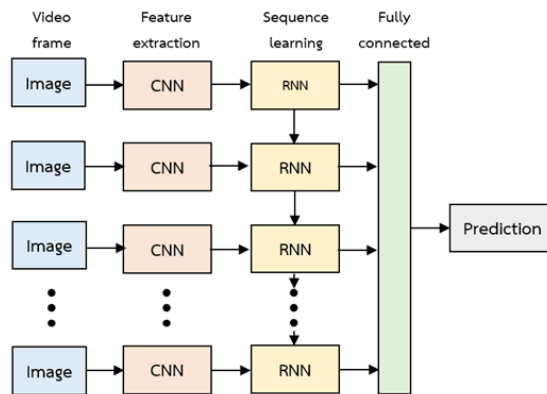 Video frame
Feature extraction
Sequence learning
Fully connected
Image
CNN
RNN
Image
CNN
RNN
Image
CNN
RNN
Prediction
Image
CNN
RNN